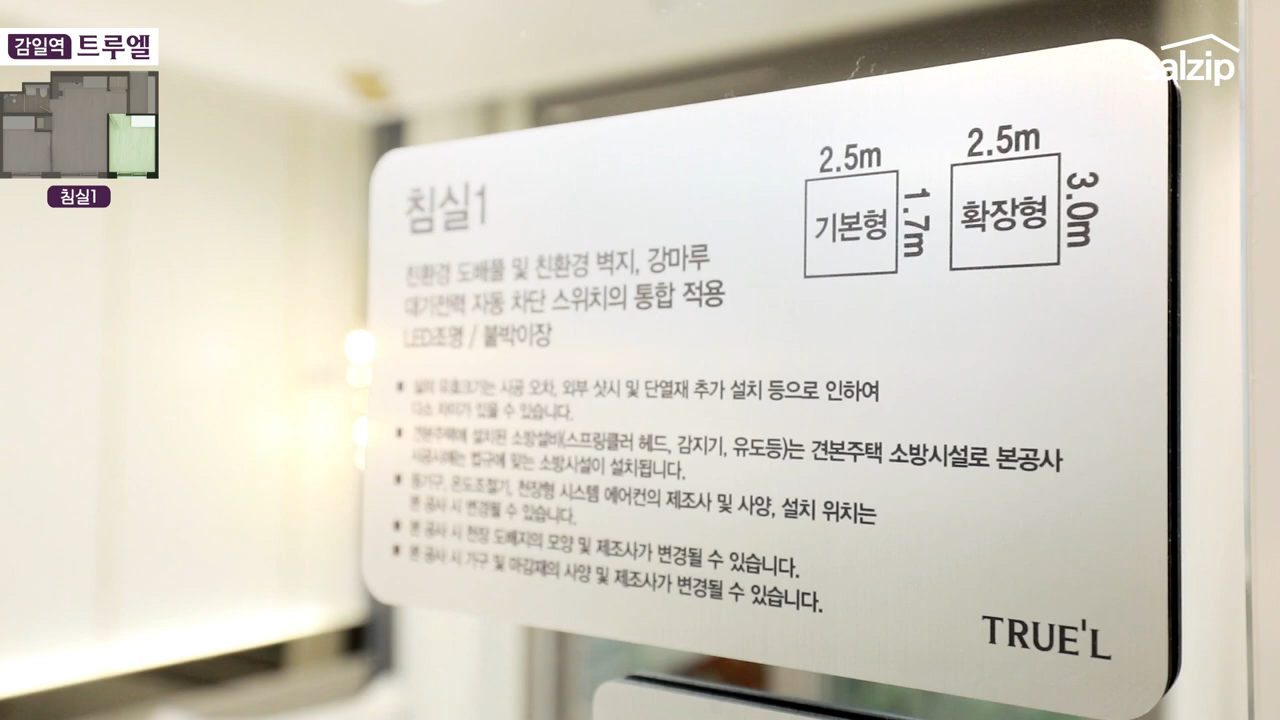 감일역 트루엘
침실1
salzip
침실1
친환경 도배풀 및 친환경 벽지, 강마루
대기전력 자동 차단 스위치의 통합 적용
LED조명 / 붙박이장
2.5m
기본형
1.7m
2.5m
확장형
3.0m
■ 실의 유효크기는 시공 오차, 외부 샷시 및 단열재 추가 설치 등으로 인하여
다소 차이가 있을 수 있습니다.
■ 견본주택에 설치된 소방설비(스프링클러 헤드, 감지기, 유도등)는 견본주택 소방시설로 본공사
시공시에는 법규에 맞는 소방시설이 설치됩니다.
■ 등기구, 온도조절기, 천장형 시스템 에어컨의 제조사 및 사양, 설치 위치는
본 공사 시 변경될 수 있습니다.
■ 본 공사 시 천장 도배지의 모양 및 제조사가 변경될 수 있습니다.
■ 본 공사 시 가구 및 마감재의 사양 및 제조사가 변경될 수 있습니다.
TRUE'L